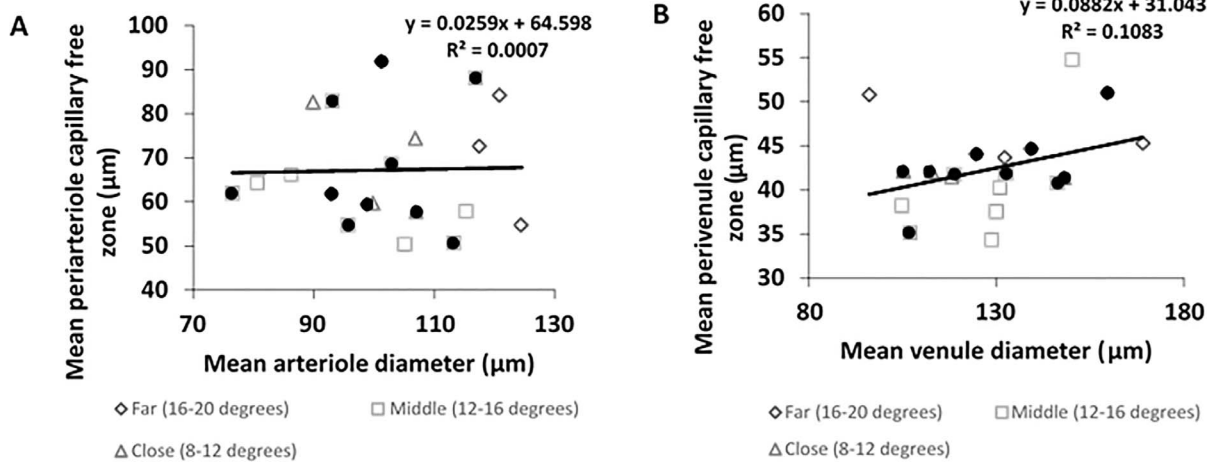 A
y = 0.0259x + 64.598
R² = 0.0007
Mean periarteriole capillary free
zone (µm)
100
90
80
70
60
50
40
70 90 110 130
Mean arteriole diameter (µm)
Far (16-20 degrees) Middle (12-16 degrees)
Close (8-12 degrees)
B
y = 0.0882x + 31.043
R² = 0.1083
Mean perivenule capillary free
zone (µm)
60
55
50
45
40
35
30
80 130 180
Mean venule diameter (µm)
Far (16-20 degrees) Middle (12-16 degrees)
Close (8-12 degrees)